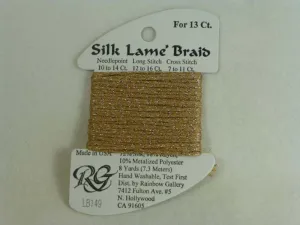 For 13 Ct.
Silk Lamé Braid
Needlepoint Long Stitch Cross Stitch
10 to 14 Ct. 12 to 16 Ct. 7 to 11 Ct.
Made in
10% Metalized Polyester
8 Yards (7.3 Meters)
Hand Washable, Test First
Dist. by Rainbow Gallery
7412 Fulton Ave., #5
N. Hollywood
CA 91605
RG
LB149